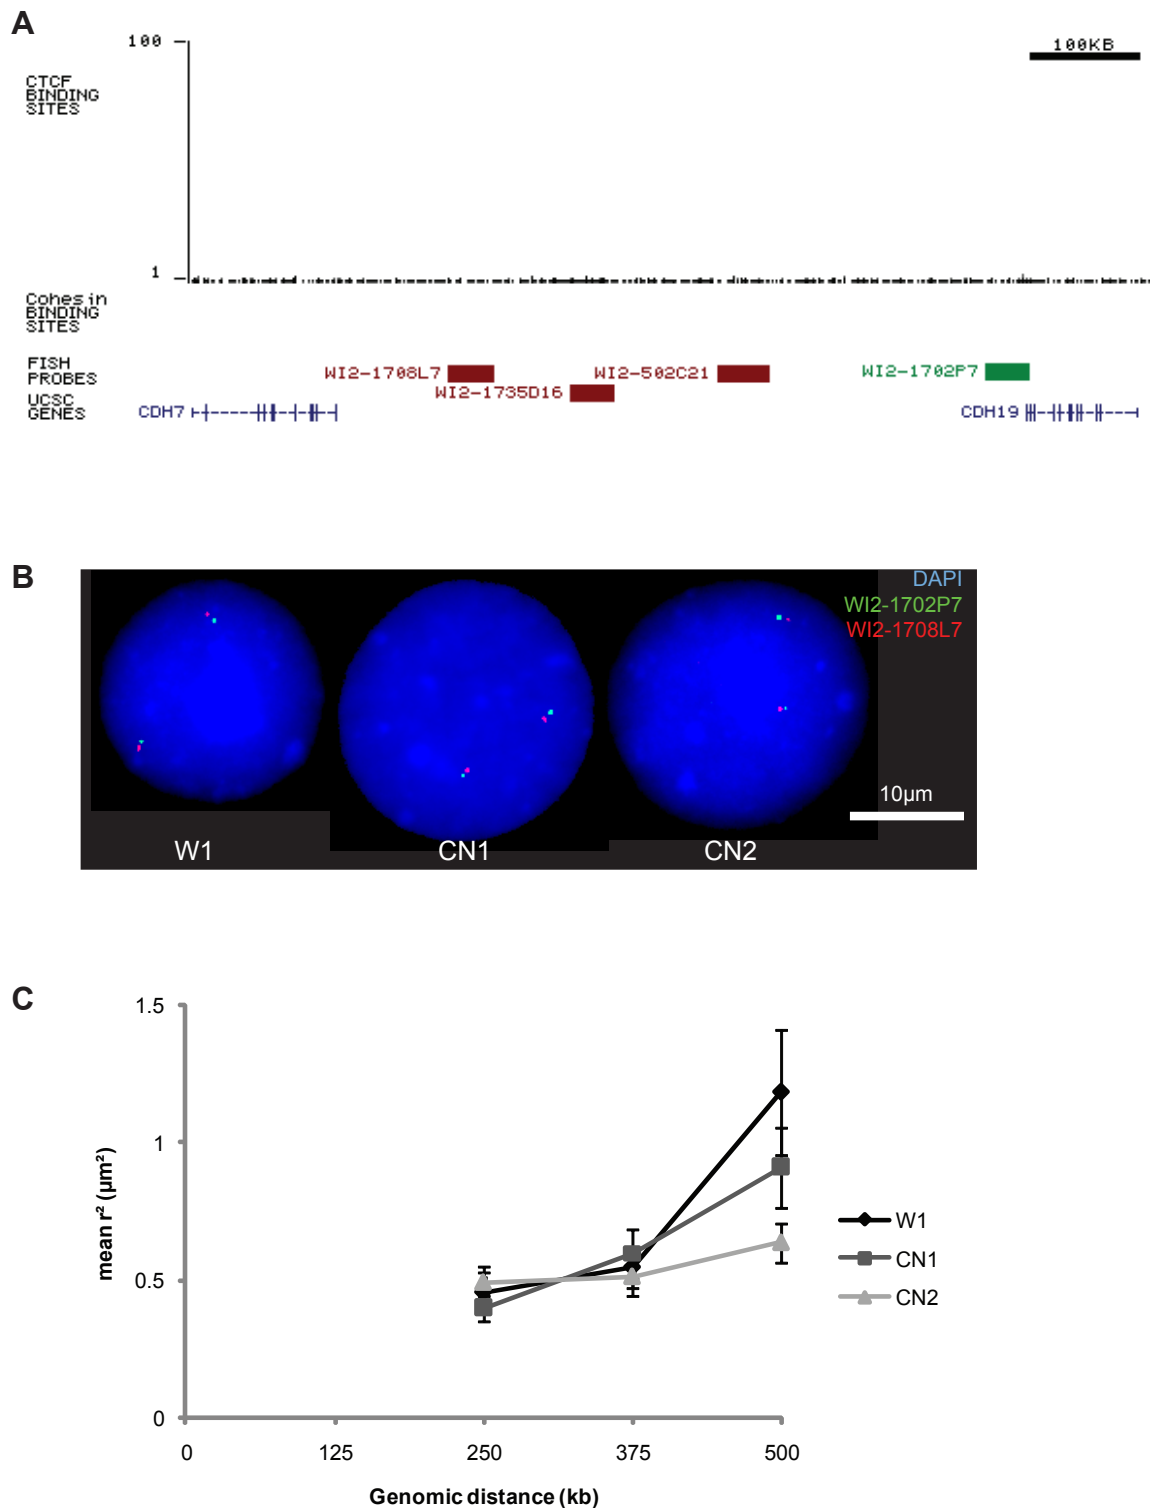 A
100
100KB
CTCF
BINDING
SITES
1
Cohesin
BINDING
SITES
FISH
PROBES
WI2-1708L7
WI2-502C21
WI2-1702P7
WI2-1735D16
UCSC
GENES
CDH7
CDH19
B
DAPI
WI2-1702P7
WI2-1708L7
10µm
W1
CN1
CN2
C
1.5
1
0.5
0
mean r² (µm²)
0
125
250
375
500
Genomic distance (kb)
W1
CN1
CN2